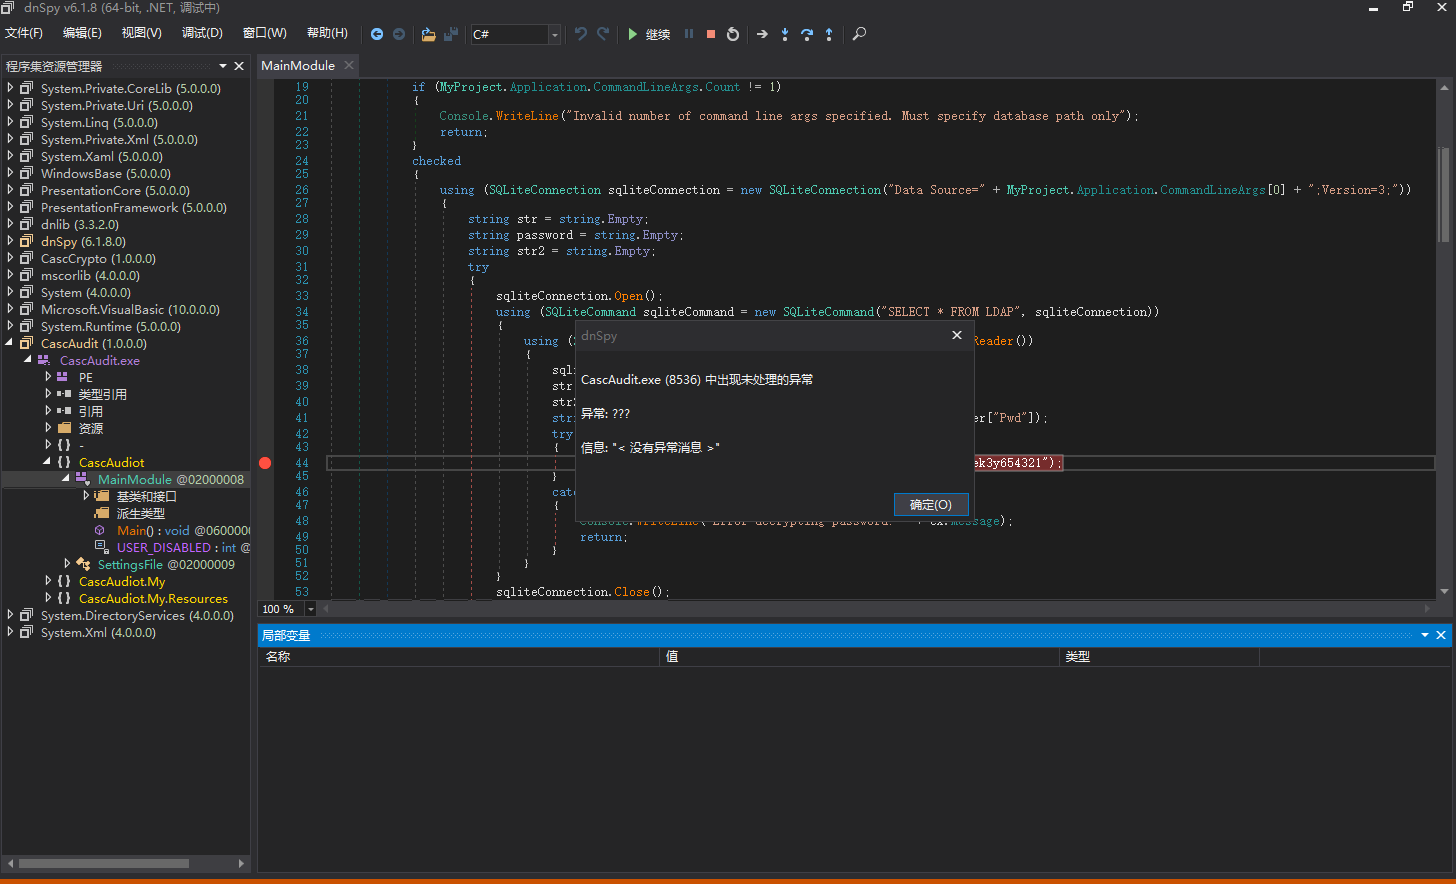 dnSpy v6.1.8 (64-bit, .NET, 调试中)
文件(F) 编辑(E) 视图(V) 调试(D) 窗口(W) 帮助(H) C# 继续
程序集资源管理器
System.Private.CoreLib (5.0.0.0)
System.Private.Uri (5.0.0.0)
System.Linq (5.0.0.0)
System.Private.Xml (5.0.0.0)
System.Xaml (5.0.0.0)
WindowsBase (5.0.0.0)
PresentationCore (5.0.0.0)
PresentationFramework (5.0.0.0)
dnlib (3.3.2.0)
dnSpy (6.1.8.0)
CascCrypto (1.0.0.0)
mscorlib (4.0.0.0)
System (4.0.0.0)
Microsoft.VisualBasic (10.0.0.0)
System.Runtime (5.0.0.0)
CascAudit (1.0.0.0)
CascAudit.exe
PE
类型引用
引用
资源
{ } -
{ } CascAudiot
MainModule @02000008
基类和接口
派生类型
Main() : void @0600000
USER_DISABLED : int @
SettingsFile @02000009
{ } CascAudiot.My
{ } CascAudiot.My.Resources
System.DirectoryServices (4.0.0.0)
System.Xml (4.0.0.0)
MainModule
19 if (MyProject.Application.CommandLineArgs.Count != 1)
20 {
21 Console.WriteLine("Invalid number of command line args specified. Must specify database path only");
22 return;
23 }
24 checked
25 {
26 using (SQLiteConnection sqliteConnection = new SQLiteConnection("Data Source=" + MyProject.Application.CommandLineArgs[0] + ";Version=3;"))
27 {
28 string str = string.Empty;
29 string password = string.Empty;
30 string str2 = string.Empty;
31 try
32 {
33 sqliteConnection.Open();
34 using (SQLiteCommand sqliteCommand = new SQLiteCommand("SELECT * FROM LDAP", sqliteConnection))
35 {
36 using ( Reader())
37 {
38 sql
39 str
40 str
41 str er["Pwd"]);
42 try
43 {
44 ek3y654321");
45 }
46 cat
47 {
48 Console.WriteLine("Error decrypting password: " + ex.Message);
49 return;
50 }
51 }
52 }
53 sqliteConnection.Close();
dnSpy
CascAudit.exe (8536) 中出现未处理的异常
异常: ???
信息: "< 没有异常消息 >"
确定(O)
100 %
局部变量
名称 值 类型